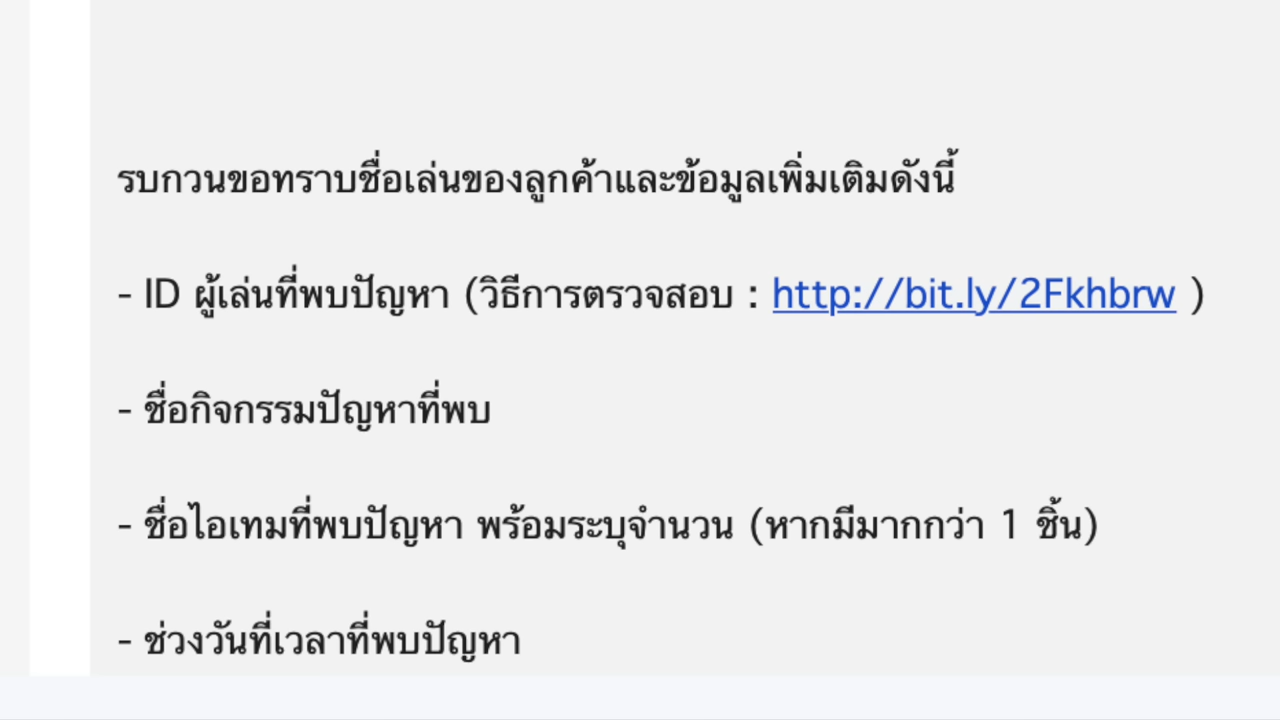 รบกวนขอทราบชื่อเล่นของลูกค้าและข้อมูลเพิ่มเติมดังนี้
- ID ผู้เล่นที่พบปัญหา (วิธีการตรวจสอบ : http://bit.ly/2Fkhbrw )
- ชื่อกิจกรรมปัญหาที่พบ
- ชื่อไอเทมที่พบปัญหา พร้อมระบุจำนวน (หากมีมากกว่า 1 ชิ้น)
- ช่วงวันที่เวลาที่พบปัญหา